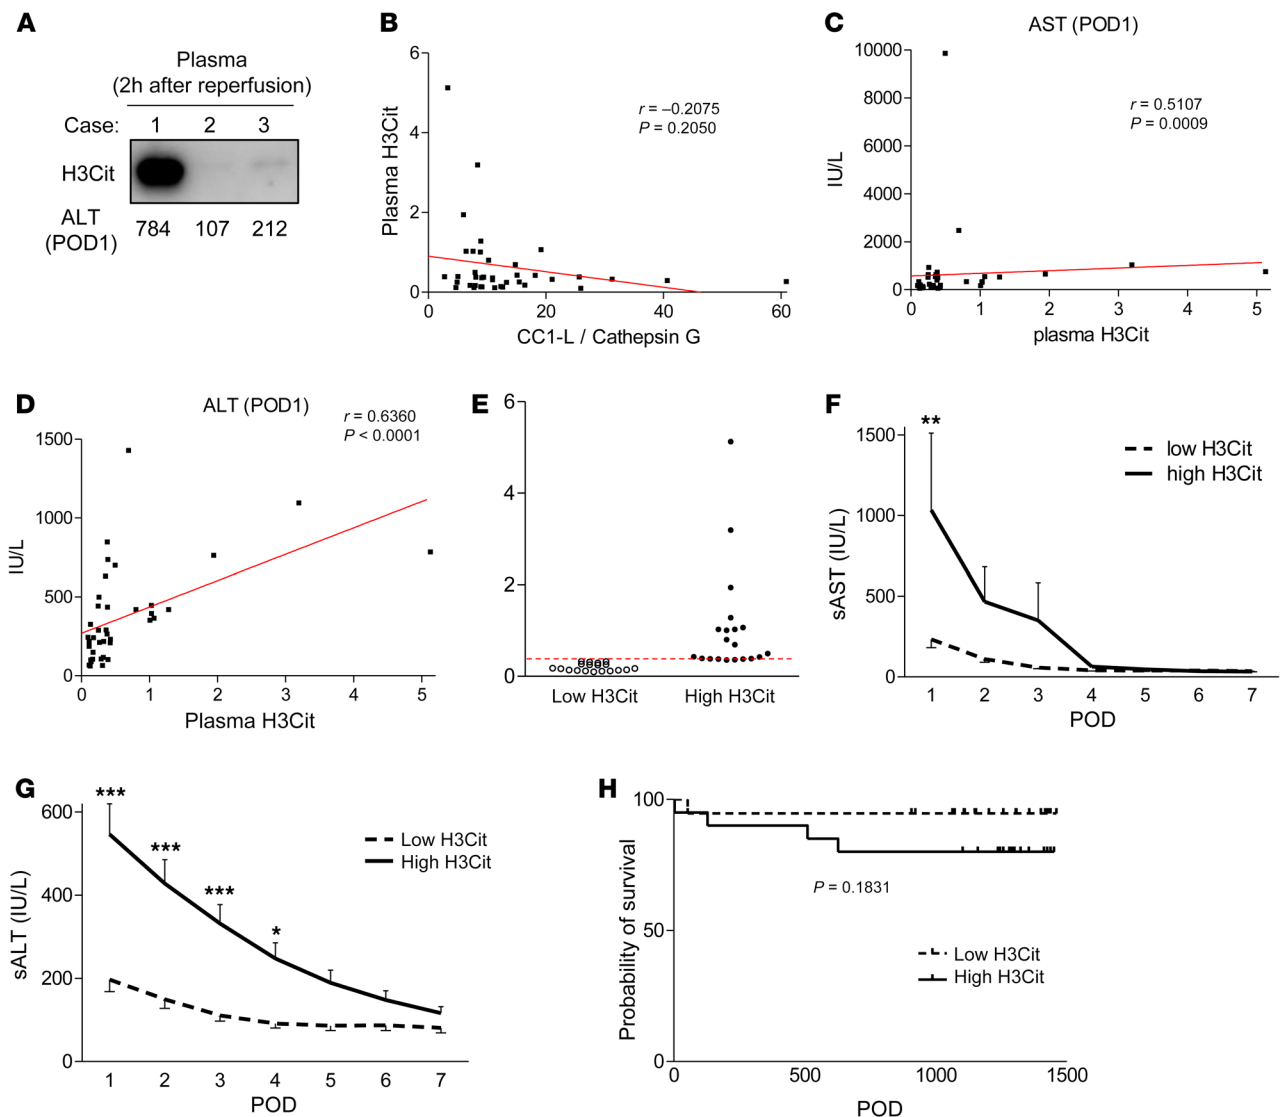 A
Plasma
(2h after reperfusion)
Case: 1 2 3
H3Cit
ALT
(POD1)
784 107 212
B
6
4
2
0
Plasma H3Cit
r = –0.2075
P = 0.2050
0 20 40 60
CC1-L / Cathepsin G
C
AST (POD1)
10000
8000
6000
4000
2000
0
IU/L
r = 0.5107
P = 0.0009
0 1 2 3 4 5
plasma H3Cit
D
ALT (POD1)
r = 0.6360
P < 0.0001
1500
1000
500
0
IU/L
0 1 2 3 4 5
Plasma H3Cit
E
6
4
2
0
Low H3Cit High H3Cit
F
**
1500
1000
500
0
sAST (IU/L)
low H3Cit
high H3Cit
1 2 3 4 5 6 7
POD
G
***
***
***
*
600
400
200
0
sALT (IU/L)
Low H3Cit
High H3Cit
1 2 3 4 5 6 7
POD
H
100
50
0
Probability of survival
P = 0.1831
Low H3Cit
High H3Cit
0 500 1000 1500
POD